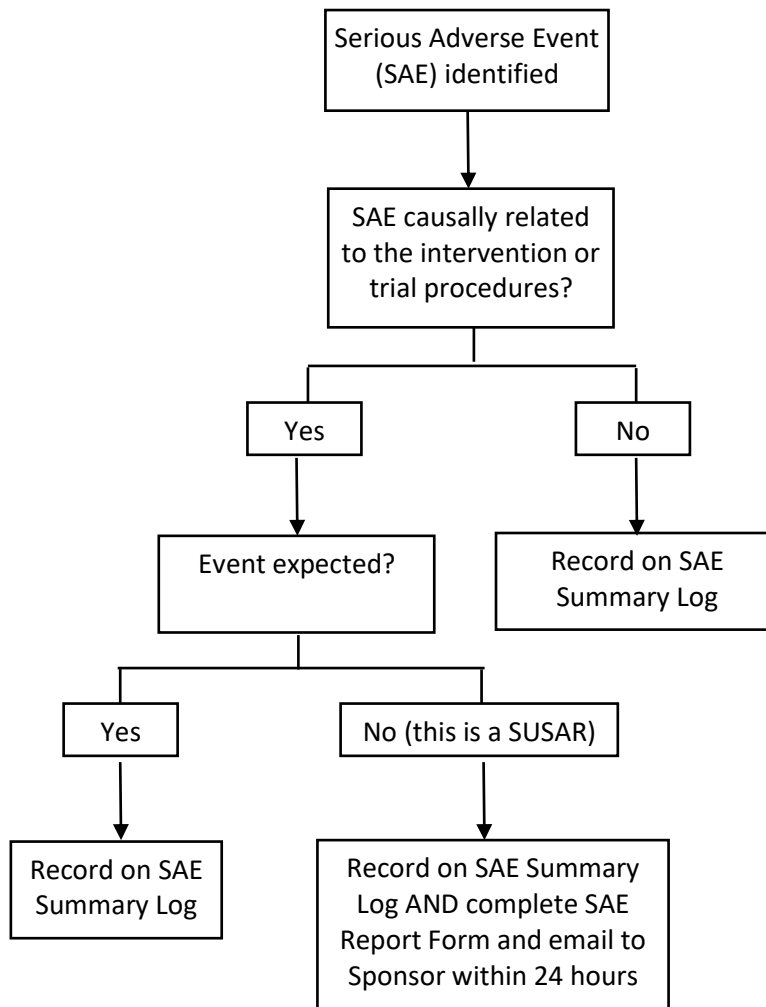 Serious Adverse Event
(SAE) identified
SAE causally related
to the intervention or
trial procedures?
Yes
No
Event expected?
Record on SAE
Summary Log
Yes
No (this is a SUSAR)
Record on SAE
Summary Log
Record on SAE Summary
Log AND complete SAE
Report Form and email to
Sponsor within 24 hours